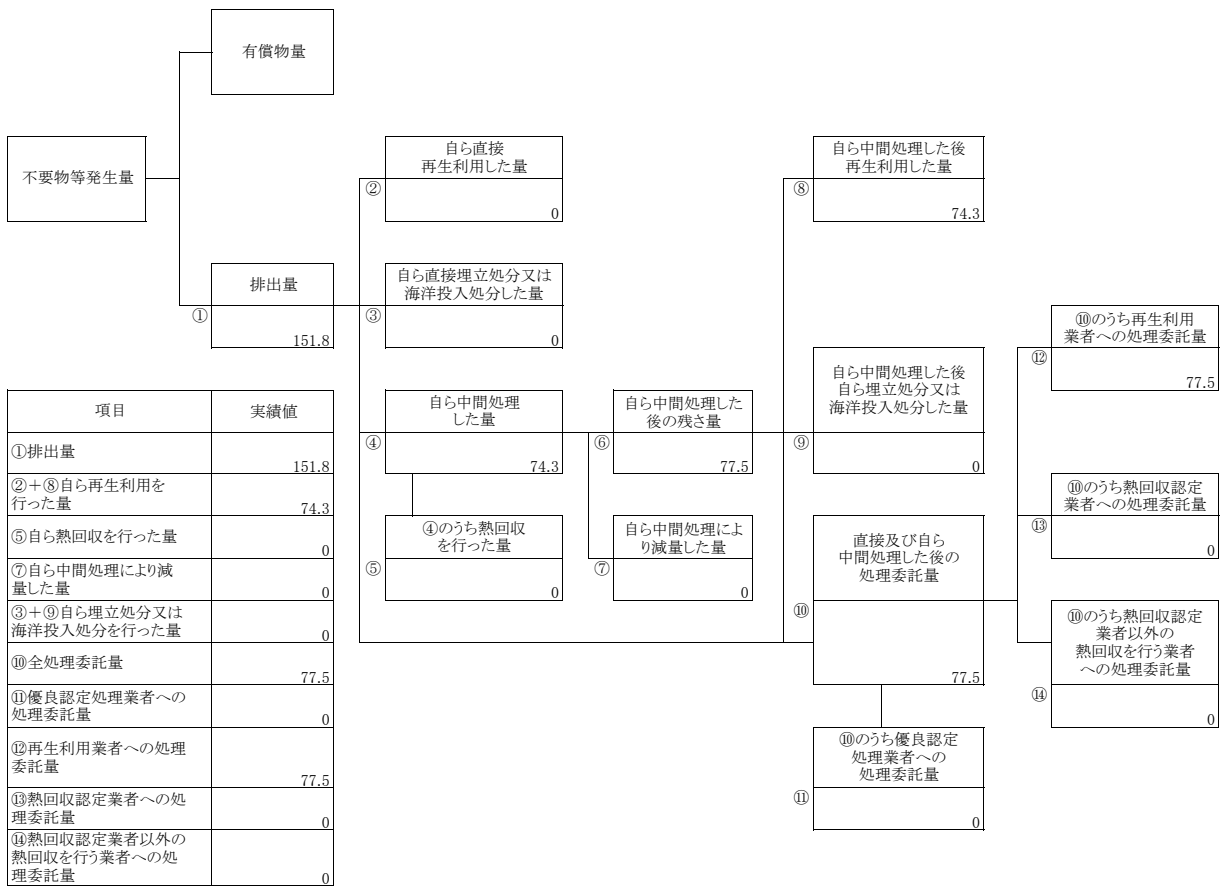 有償物量
不要物等発生量
排出量
①
151.8
自ら直接
再生利用した量
②
0
自ら直接埋立処分又は
海洋投入処分した量
③
0
自ら中間処理
した量
④
74.3
④のうち熱回収
を行った量
⑤
0
自ら中間処理した
後の残さ量
⑥
77.5
自ら中間処理によ
り減量した量
⑦
0
自ら中間処理した後
再生利用した量
⑧
74.3
自ら中間処理した後
自ら埋立処分又は
海洋投入処分した量
⑨
0
直接及び自ら
中間処理した後の
処理委託量
⑩
77.5
⑩のうち優良認定
処理業者への
処理委託量
⑪
0
⑩のうち再生利用
業者への処理委託量
⑫
77.5
⑩のうち熱回収認定
業者への処理委託量
⑬
0
⑩のうち熱回収認定
業者以外の
熱回収を行う業者
への処理委託量
⑭
0
項目 実績値
①排出量
151.8
②＋⑧自ら再生利用を
行った量
74.3
⑤自ら熱回収を行った量
0
⑦自ら中間処理により減
量した量
0
③＋⑨自ら埋立処分又は
海洋投入処分を行った量
0
⑩全処理委託量
77.5
⑪優良認定処理業者への
処理委託量
0
⑫再生利用業者への処理
委託量
77.5
⑬熱回収認定業者への処
理委託量
0
⑭熱回収認定業者以外の
熱回収を行う業者への処
理委託量
0